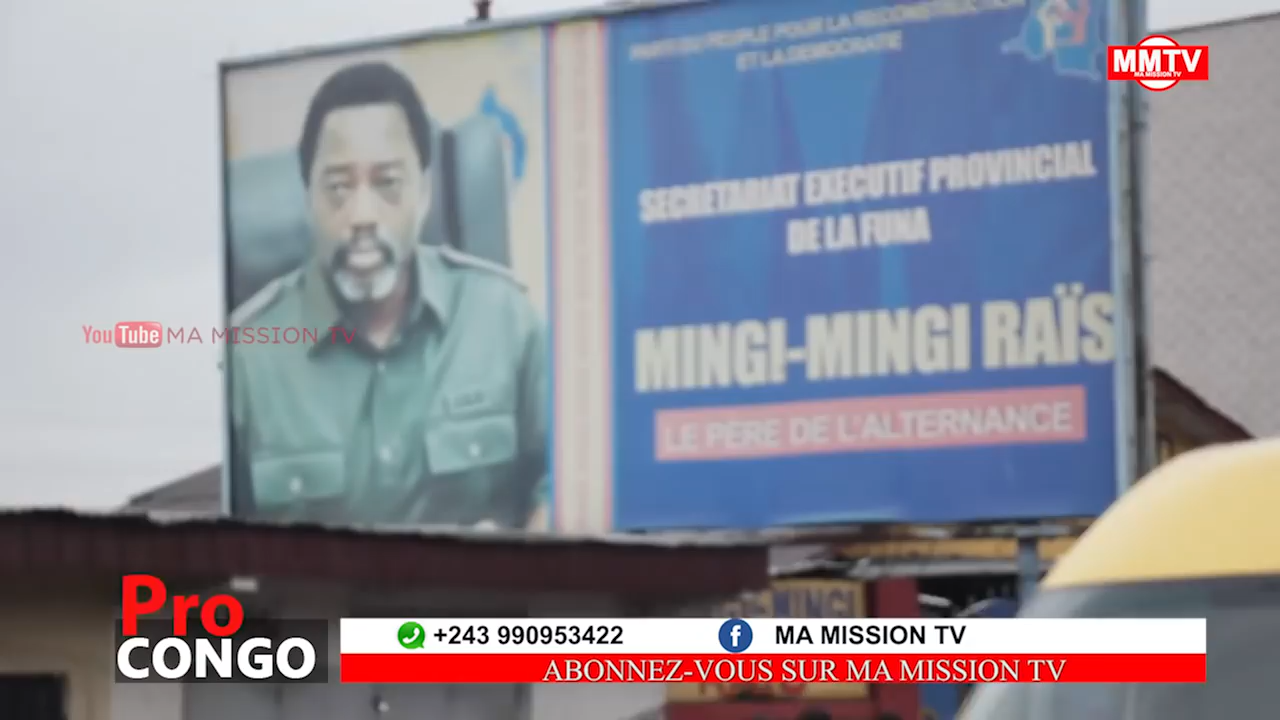 PARTI DU PEUPLE POUR LA RECONSTRUCTION
ET LA DEMOCRATIE
MMTV
MA MISSION TV
SECRETARIAT EXECUTIF PROVINCIAL
DE LA FUNA
MINGI-MINGI RAÏS
LE PÈRE DE L'ALTERNANCE
YouTube MA MISSION TV
MINGI
Pro
CONGO
+243 990953422
MA MISSION TV
ABONNEZ-VOUS SUR MA MISSION TV